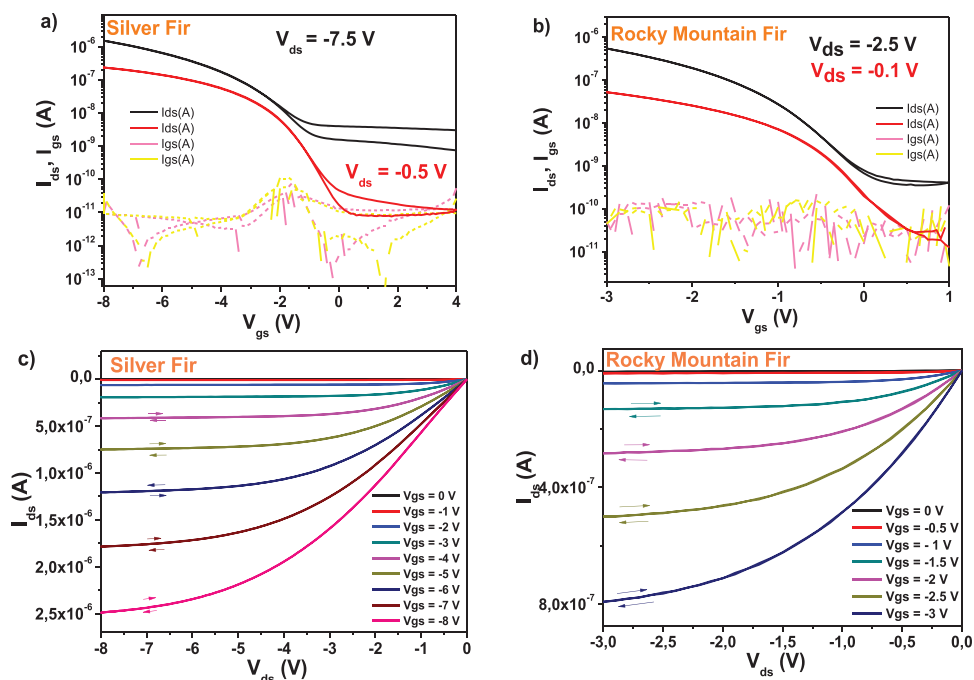 a)
Silver Fir
Vds = -7.5 V
Ids(A)
Ids(A)
Igs(A)
Igs(A)
Vds = -0.5 V
Ids, Igs (A)
10⁻⁶
10⁻⁷
10⁻⁸
10⁻⁹
10⁻¹⁰
10⁻¹¹
10⁻¹²
10⁻¹³
-8 -6 -4 -2 0 2 4
Vgs (V)
b)
Rocky Mountain Fir
Vds = -2.5 V
Vds = -0.1 V
Ids(A)
Ids(A)
Igs(A)
Igs(A)
Ids, Igs (A)
10⁻⁶
10⁻⁷
10⁻⁸
10⁻⁹
10⁻¹⁰
10⁻¹¹
-3 -2 -1 0 1
Vgs (V)
c)
Silver Fir
0,0
5,0x10⁻⁷
1,0x10⁻⁶
1,5x10⁻⁶
2,0x10⁻⁶
2,5x10⁻⁶
Ids (A)
Vgs = 0 V
Vgs = -1 V
Vgs = -2 V
Vgs = -3 V
Vgs = -4 V
Vgs = -5 V
Vgs = -6 V
Vgs = -7 V
Vgs = -8 V
-8 -7 -6 -5 -4 -3 -2 -1 0
Vds (V)
d)
Rocky Mountain Fir
0,0
4,0x10⁻⁷
8,0x10⁻⁷
Ids (A)
Vgs = 0 V
Vgs = -0.5 V
Vgs = - 1 V
Vgs = -1.5 V
Vgs = -2 V
Vgs = -2.5 V
Vgs = -3 V
-3,0 -2,5 -2,0 -1,5 -1,0 -0,5 0,0
Vds (V)